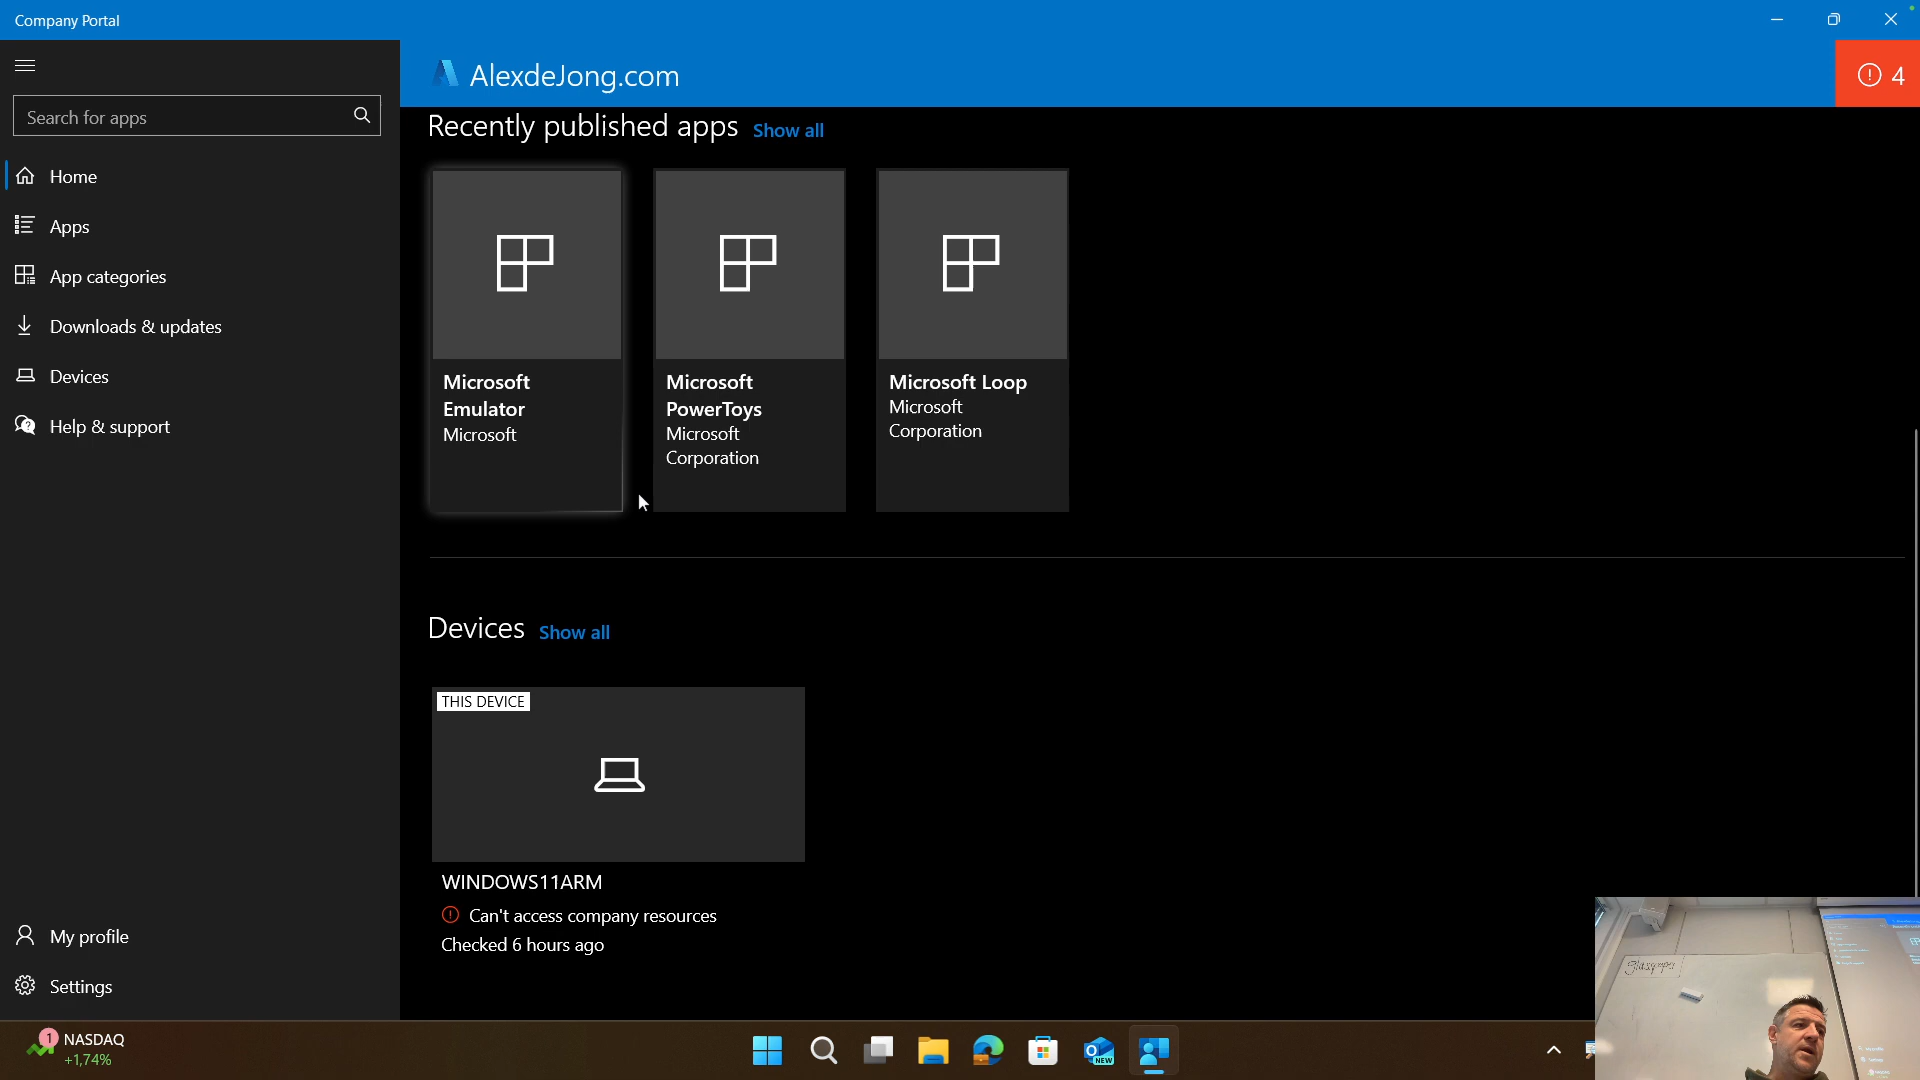 Company Portal
AlexdeJong.com
4
Search for apps
Home
Apps
App categories
Downloads & updates
Devices
Help & support
My profile
Settings
Recently published apps Show all
Microsoft
Emulator
Microsoft
Microsoft
PowerToys
Microsoft
Corporation
Microsoft Loop
Microsoft
Corporation
Devices Show all
THIS DEVICE
WINDOWS11ARM
Can't access company resources
Checked 6 hours ago
1
NASDAQ
+1,74%
NEW